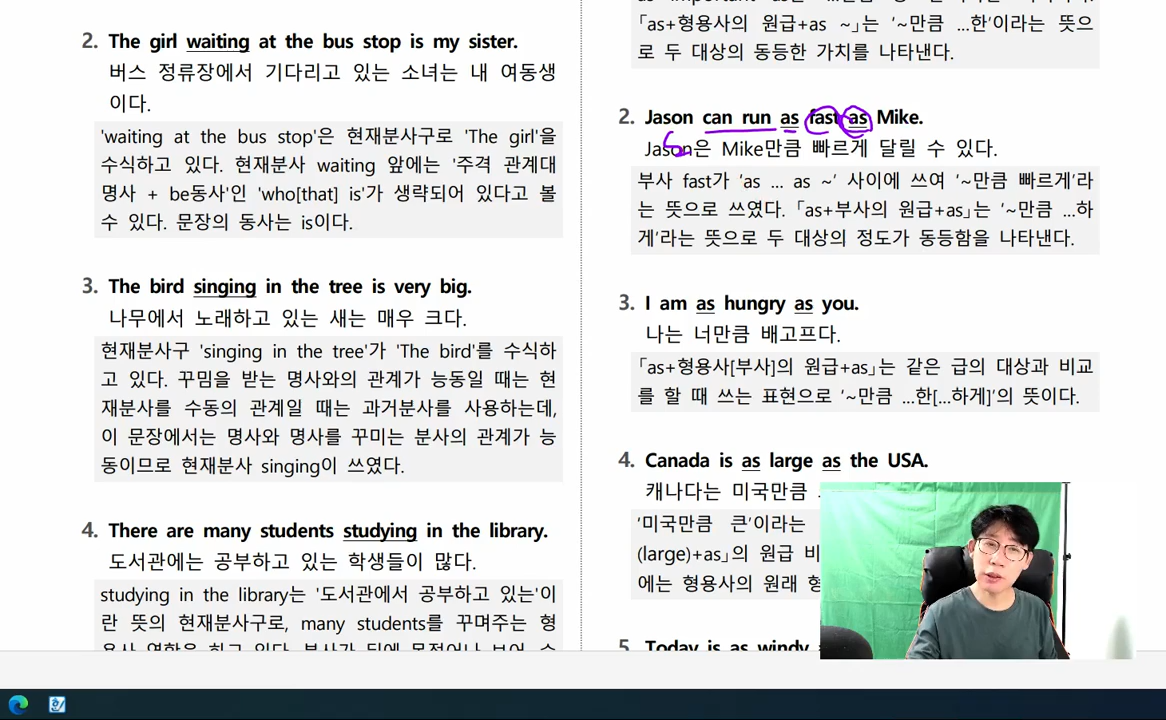 2. The girl waiting at the bus stop is my sister.
버스 정류장에서 기다리고 있는 소녀는 내 여동생
이다.
'waiting at the bus stop'은 현재분사구로 'The girl'을
수식하고 있다. 현재분사 waiting 앞에는 '주격 관계대
명사 + be동사'인 'who[that] is'가 생략되어 있다고 볼
수 있다. 문장의 동사는 is이다.
3. The bird singing in the tree is very big.
나무에서 노래하고 있는 새는 매우 크다.
현재분사구 'singing in the tree'가 'The bird'를 수식하
고 있다. 꾸밈을 받는 명사와의 관계가 능동일 때는 현
재분사를 수동의 관계일 때는 과거분사를 사용하는데,
이 문장에서는 명사와 명사를 꾸미는 분사의 관계가 능
동이므로 현재분사 singing이 쓰였다.
4. There are many students studying in the library.
도서관에는 공부하고 있는 학생들이 많다.
studying in the library는 '도서관에서 공부하고 있는'이
란 뜻의 현재분사구로, many students를 꾸며주는 형
「as+형용사의 원급+as ~」는 '~만큼 …한'이라는 뜻으
로 두 대상의 동등한 가치를 나타낸다.
2. Jason can run as fast as Mike.
Jason은 Mike만큼 빠르게 달릴 수 있다.
부사 fast가 'as … as ~' 사이에 쓰여 '~만큼 빠르게'라
는 뜻으로 쓰였다. 「as+부사의 원급+as」는 '~만큼 …하
게'라는 뜻으로 두 대상의 정도가 동등함을 나타낸다.
3. I am as hungry as you.
나는 너만큼 배고프다.
「as+형용사[부사]의 원급+as」는 같은 급의 대상과 비교
를 할 때 쓰는 표현으로 '~만큼 …한[…하게]'의 뜻이다.
4. Canada is as large as the USA.
캐나다는 미국만큼
'미국만큼 큰'이라는
(large)+as」의 원급 비
에는 형용사의 원래 형
5. Today is as windy